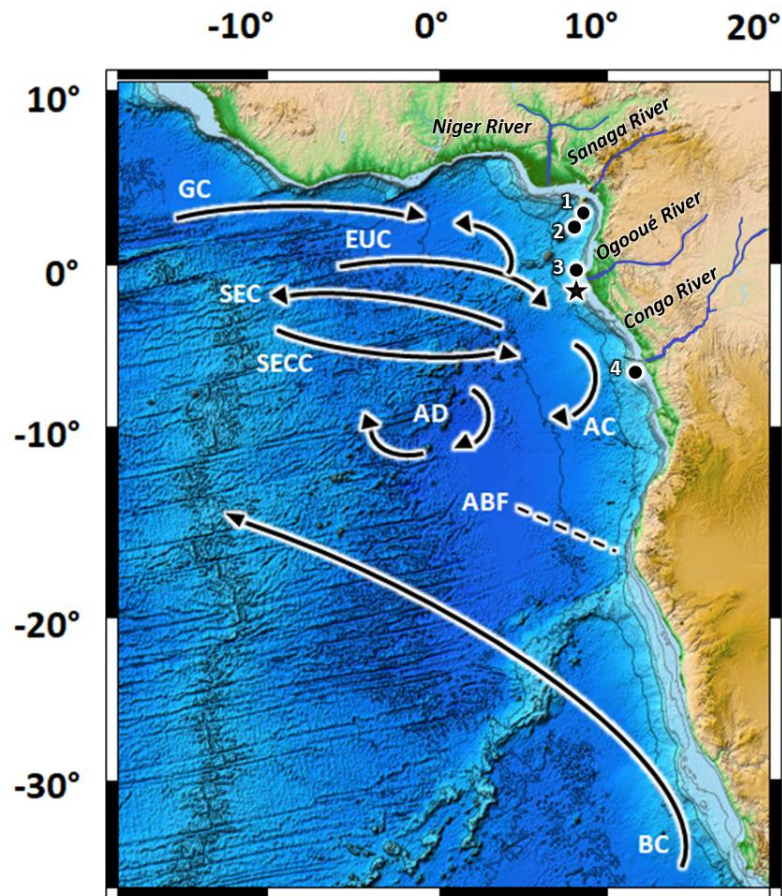 -10° 0° 10° 20°
10°
Niger River
Sanaga River
GC
1
2
EUC
Ogooué River
0°
3
SEC
Congo River
SECC
4
AD
AC
-10°
ABF
-20°
-30°
BC